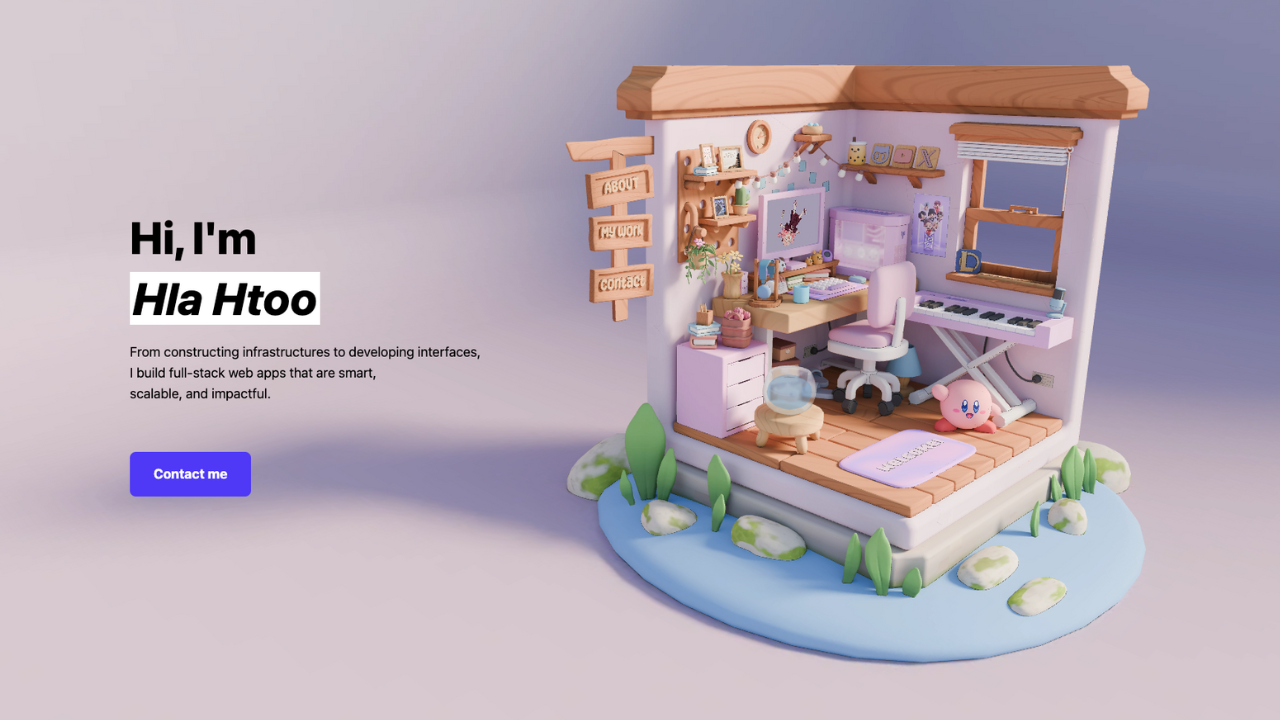 Hi, I'm
Hla Htoo
From constructing infrastructures to developing interfaces,
I build full-stack web apps that are smart,
scalable, and impactful.
Contact me
ABOUT
MY WORK
contact